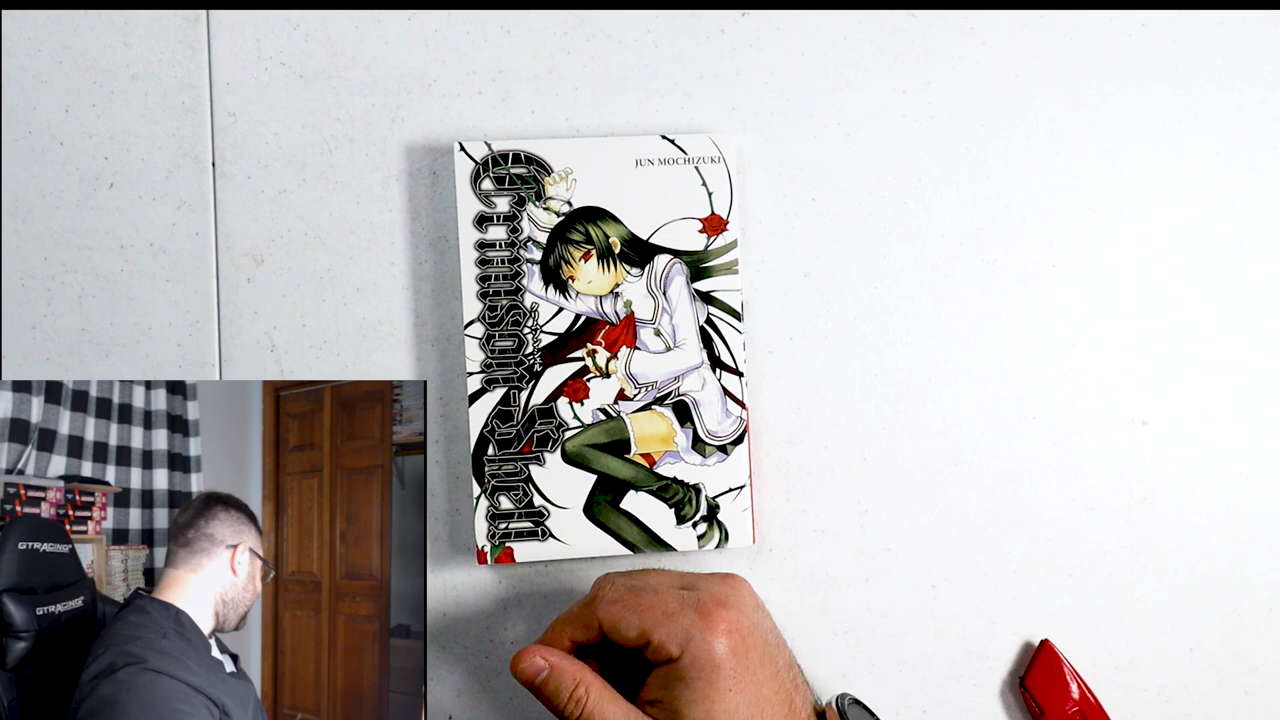 JUN MOCHIZUKI
Crimson-Shell
クリムゾン・シェル
GTRACING
GTRACING